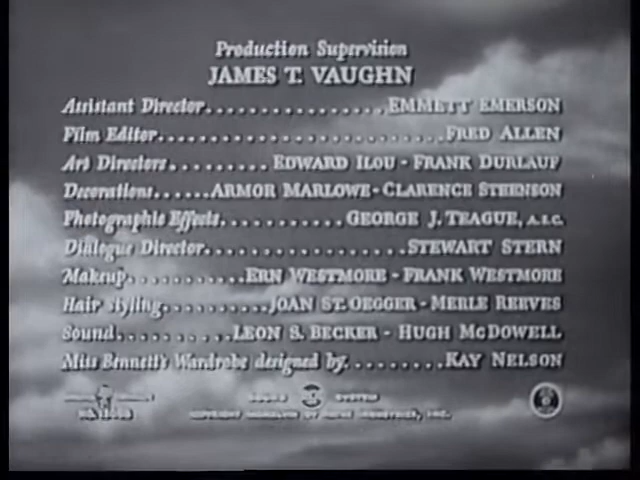 Production Supervision
JAMES T. VAUGHN
Assistant Director................EMMETT EMERSON
Film Editor..........................FRED ALLEN
Art Directors.........EDWARD ILOU - FRANK DURLAUF
Decorations......ARMOR MARLOWE - CLARENCE STEENSON
Photographic Effects...........GEORGE J. TEAGUE, A.S.C.
Dialogue Director.................STEWART STERN
Makeup...........ERN WESTMORE - FRANK WESTMORE
Hair styling..........JOAN ST. OEGGER - MERLE REEVES
Sound...........LEON S. BECKER - HUGH McDOWELL
Miss Bennett's Wardrobe designed by.........KAY NELSON
SOUND SYSTEM